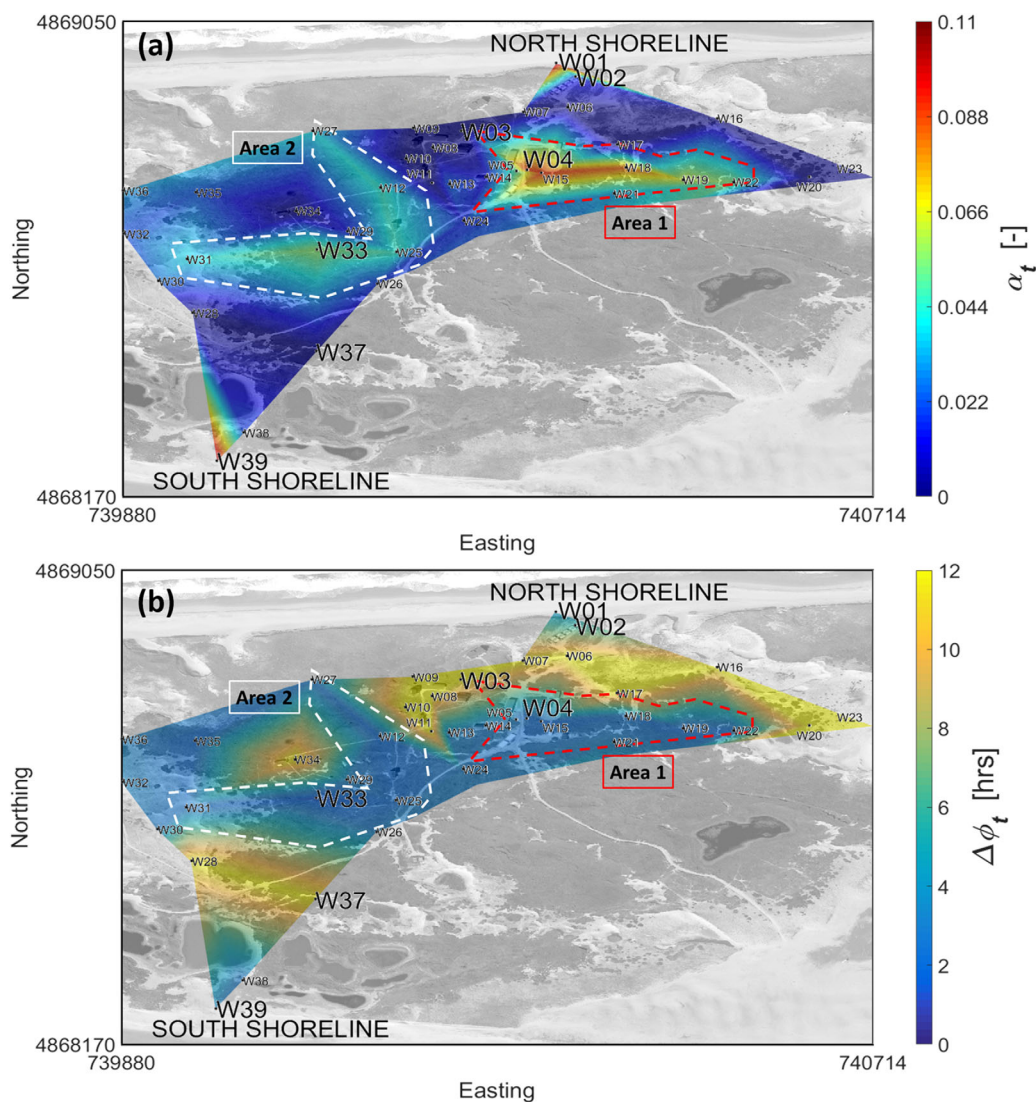 4869050
(a)
NORTH SHORELINE
W01
W02
W07
W06
W16
W27
W09
W03
W08
W17
Area 2
W10
W05
W04
W18
W23
W11
W14
W15
W19
W20
W36
W35
W12
W13
W21
W22
W34
W24
Area 1
W32
W29
W33
W25
W31
W30
W26
W28
W37
W38
W39
SOUTH SHORELINE
4868170
739880
740714
Easting
Northing
0.11
0.088
0.066
0.044
0.022
0
αt [-]
4869050
(b)
NORTH SHORELINE
W01
W02
W07
W06
W16
W27
W09
W03
W08
W17
Area 2
W10
W05
W04
W18
W23
W11
W14
W15
W19
W20
W36
W35
W12
W13
W21
W22
W34
W24
Area 1
W32
W29
W33
W25
W31
W30
W26
W28
W37
W38
W39
SOUTH SHORELINE
4868170
739880
740714
Easting
Northing
12
10
8
6
4
2
0
Δϕt [hrs]